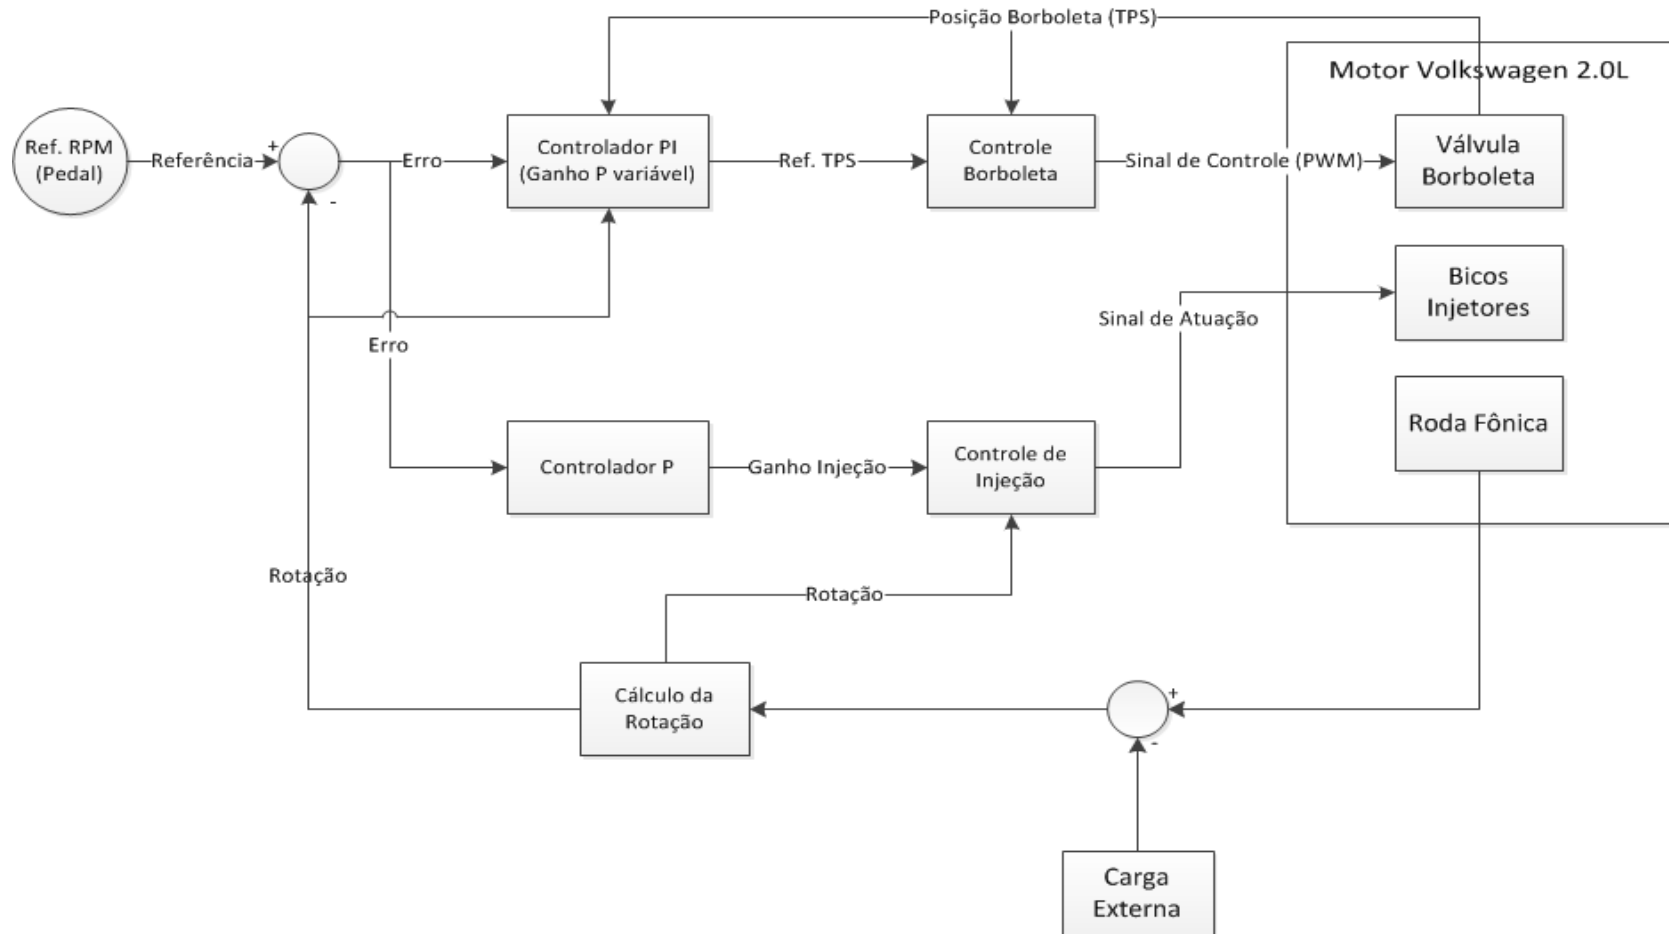 Posição Borboleta (TPS)
Motor Volkswagen 2.0L
Ref. RPM
(Pedal)
Referência
+
-
Erro
Controlador PI
(Ganho P variável)
Ref. TPS
Controle
Borboleta
Sinal de Controle (PWM)
Válvula
Borboleta
Bicos
Injetores
Sinal de Atuação
Erro
Roda Fônica
Controlador P
Ganho Injeção
Controle de
Injeção
Rotação
Rotação
Cálculo da
Rotação
+
-
Carga
Externa